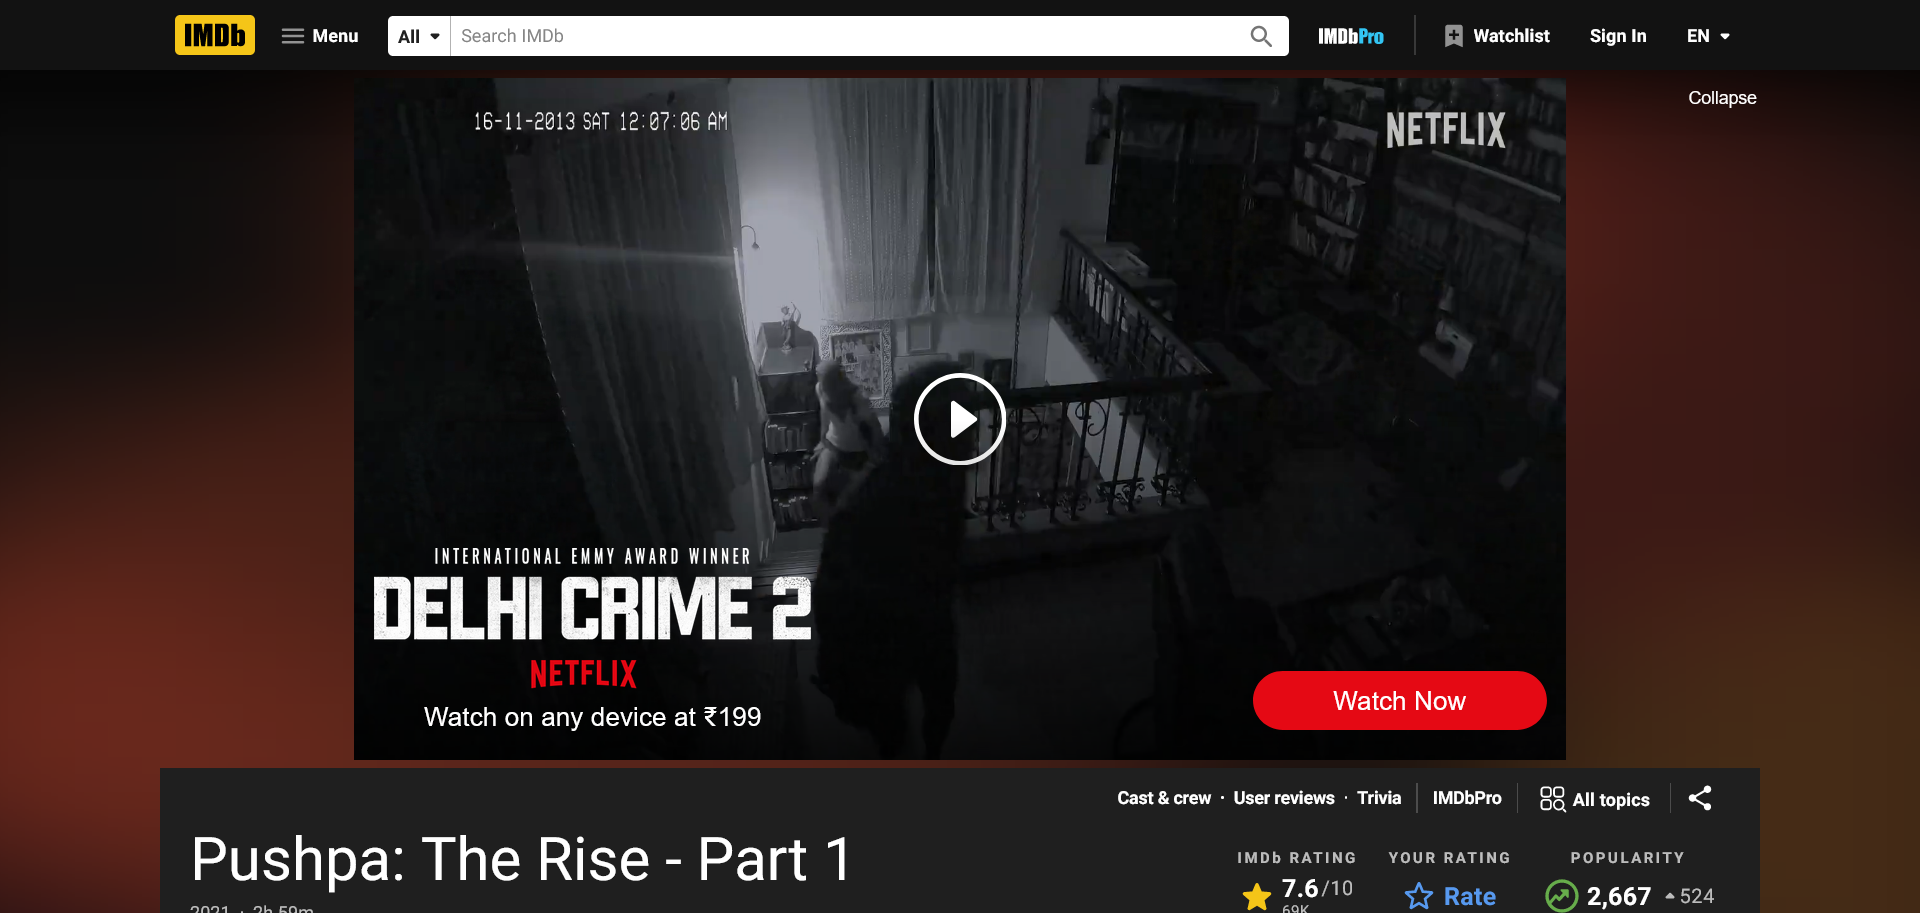 IMDb Menu All Search IMDb IMDbPro Watchlist Sign In EN
Collapse
16-11-2013 SAT 12:07:06 AM
NETFLIX
INTERNATIONAL EMMY AWARD WINNER
DELHI CRIME 2
NETFLIX
Watch on any device at ₹199
Watch Now
Cast & crew · User reviews · Trivia IMDbPro All topics
Pushpa: The Rise - Part 1
IMDb RATING YOUR RATING POPULARITY
7.6/10 Rate 2,667 524
69K
2021 · 2h 59m